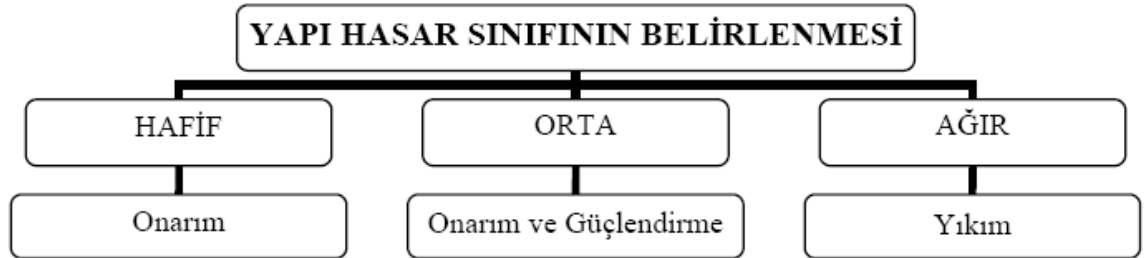 YAPI HASAR SINIFININ BELİRLENMESİ
HAFİF
ORTA
AĞIR
Onarım
Onarım ve Güçlendirme
Yıkım